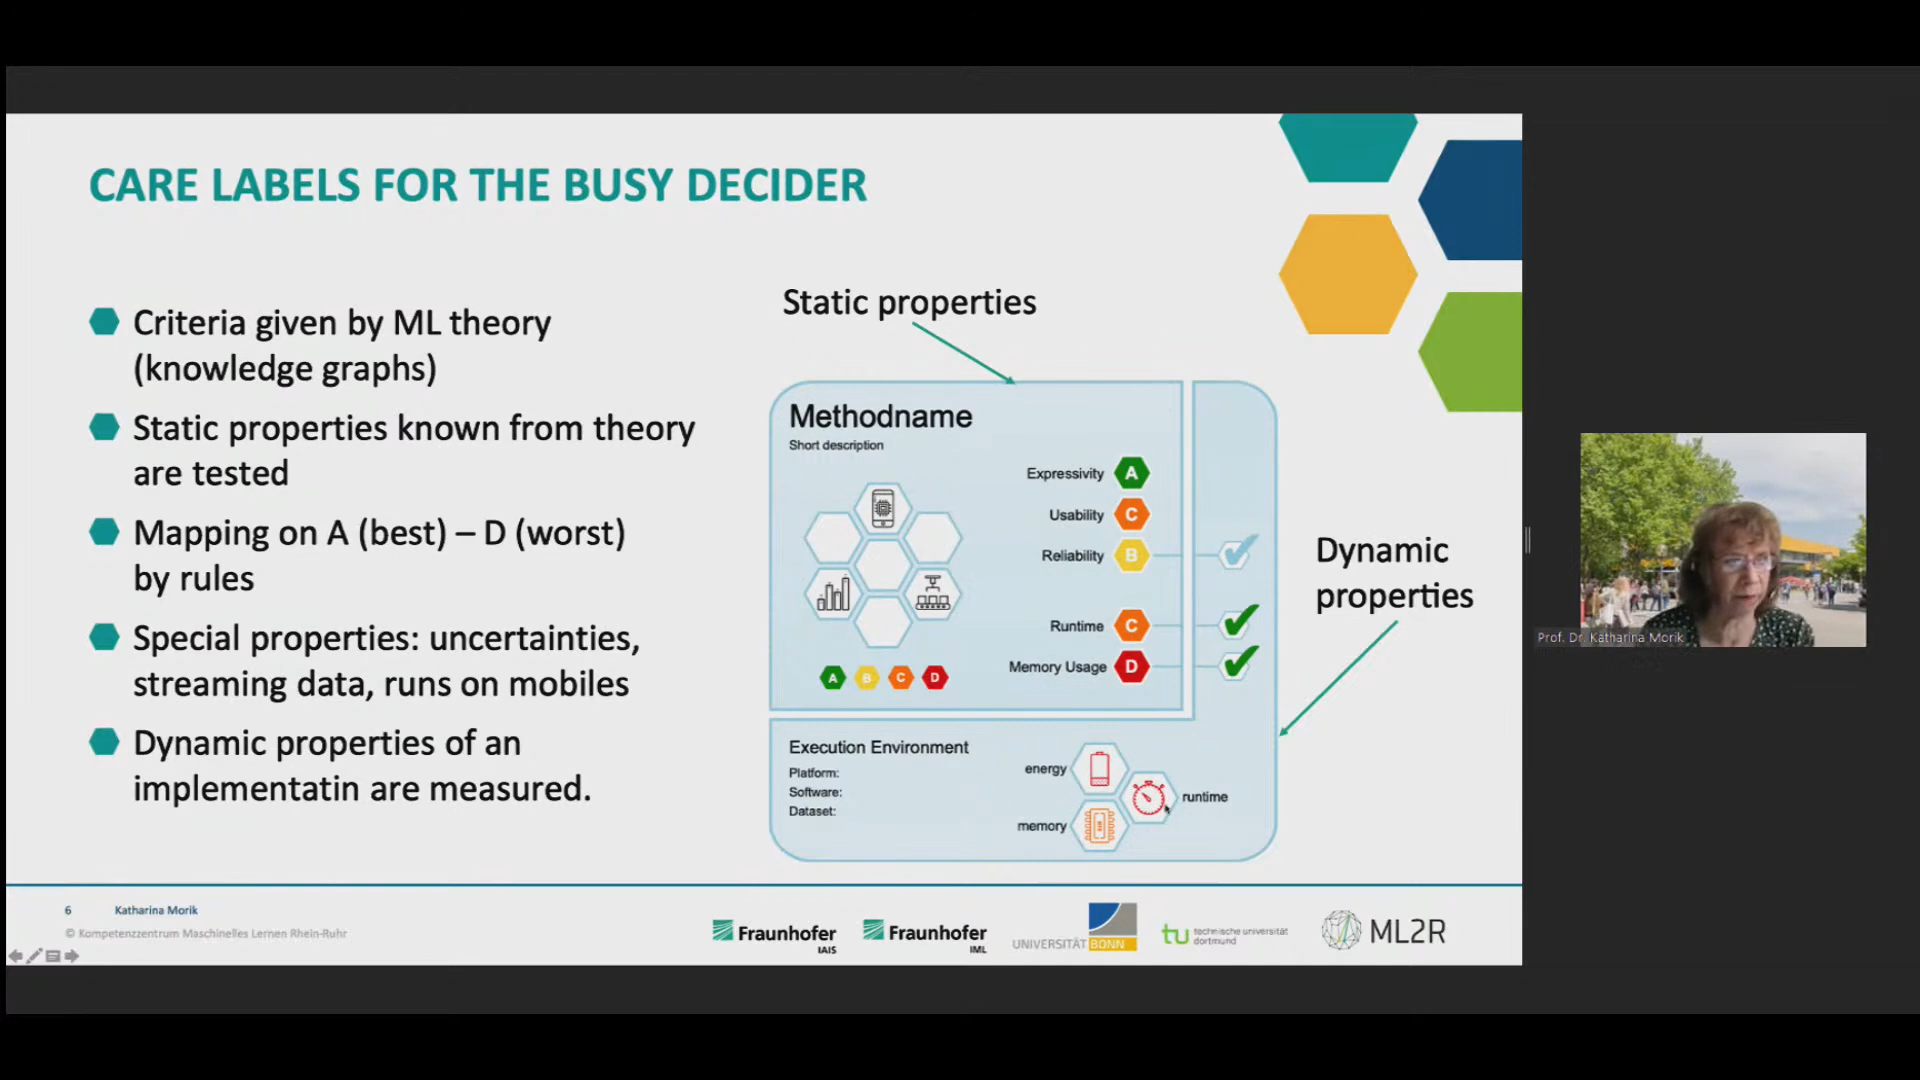 CARE LABELS FOR THE BUSY DECIDER
Criteria given by ML theory
(knowledge graphs)
Static properties known from theory
are tested
Mapping on A (best) – D (worst)
by rules
Special properties: uncertainties,
streaming data, runs on mobiles
Dynamic properties of an
implementatin are measured.
Static properties
Methodname
Short description
Expressivity A
Usability C
Reliability B
Runtime C
Memory Usage D
A B C D
Dynamic
properties
Execution Environment
Platform:
Software:
Dataset:
energy
runtime
memory
Prof. Dr. Katharina Morik
6 Katharina Morik
© Kompetenzzentrum Maschinelles Lernen Rhein-Ruhr
Fraunhofer
IAIS
Fraunhofer
IML
UNIVERSITÄT BONN
tu technische universität
dortmund
ML2R